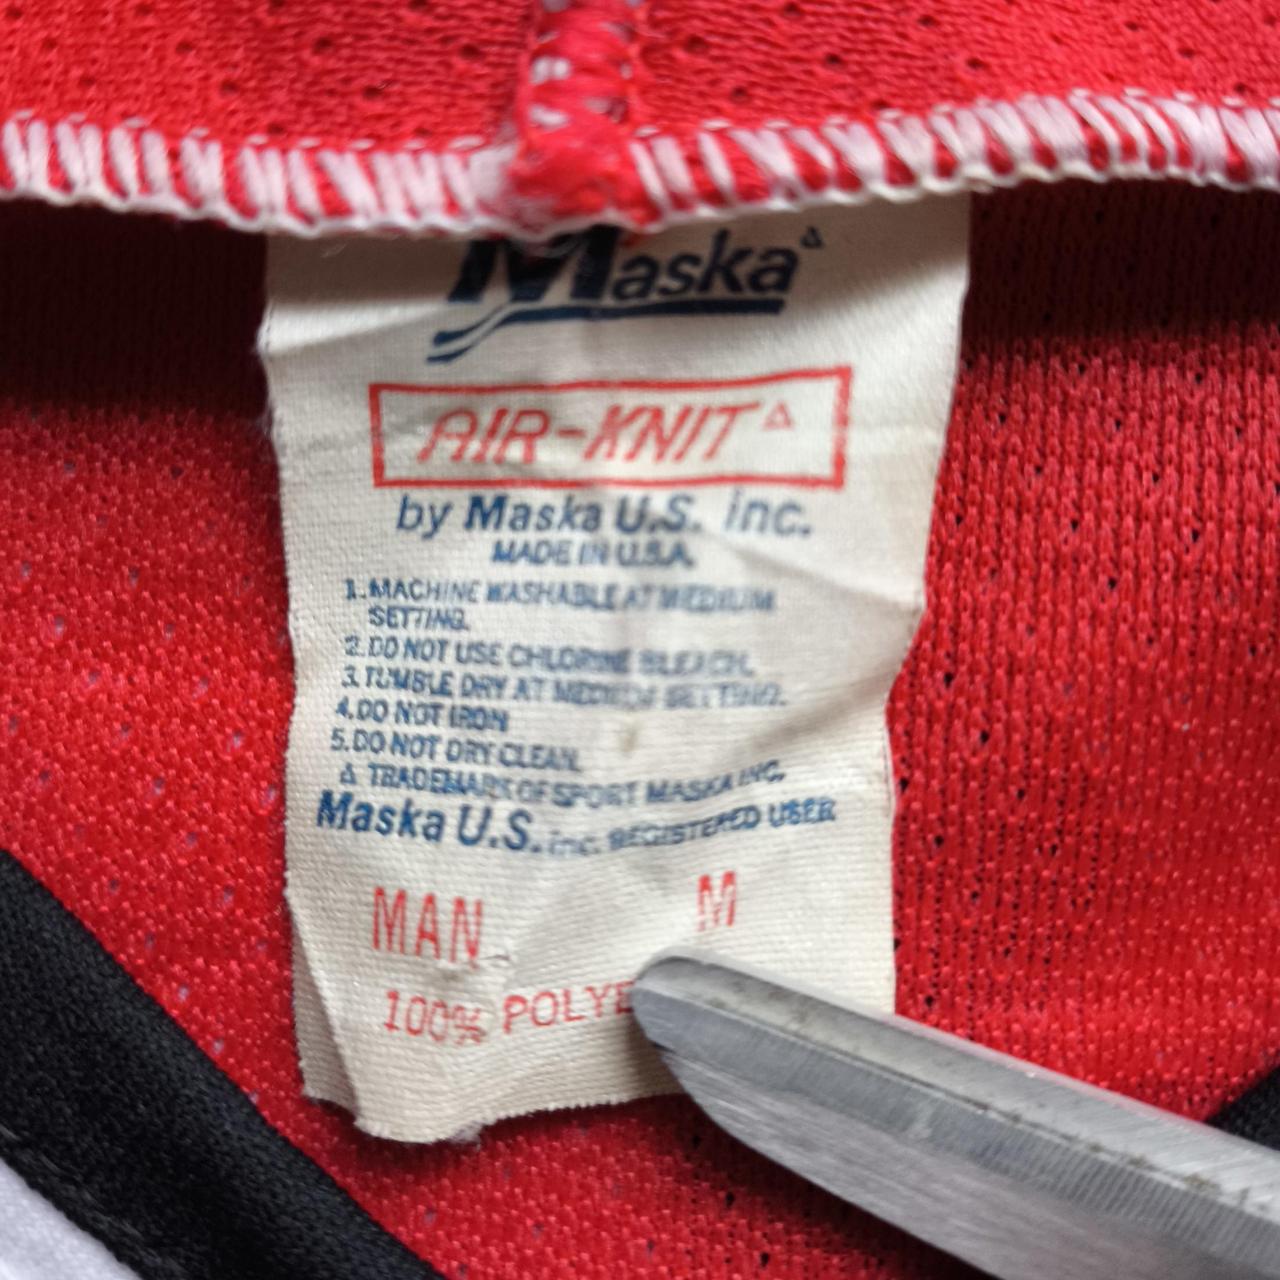 Maska Δ
AIR-KNIT Δ
by Maska U.S. inc.
MADE IN U.S.A.
1. MACHINE WASHABLE AT MEDIUM
SETTING.
2. DO NOT USE CHLORINE BLEACH.
3. TUMBLE DRY AT MEDIUM SETTING.
4. DO NOT IRON
5. DO NOT DRY CLEAN.
Δ TRADEMARK OF SPORT MASKA INC.
Maska U.S. inc. REGISTERED USER
MAN M
100% POLYE